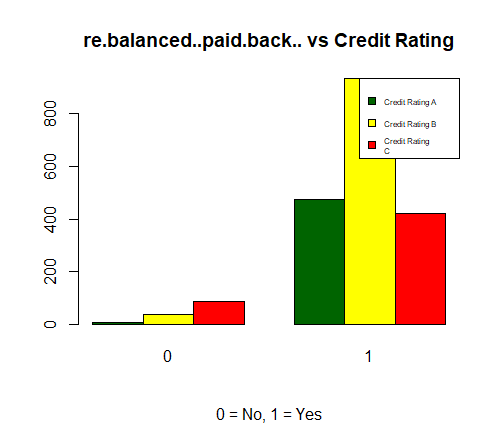 re.balanced..paid.back.. vs Credit Rating
800
600
400
200
0
Credit Rating A
Credit Rating B
Credit Rating
C
0 1
0 = No, 1 = Yes